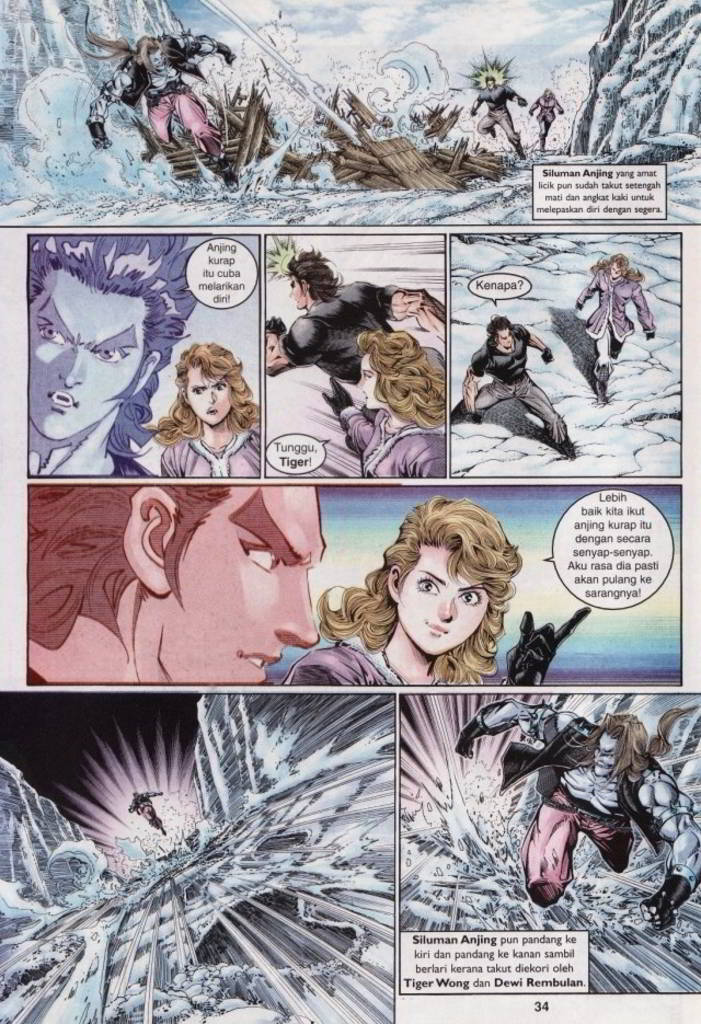 Siluman Anjing yang amat
licik pun sudah takut setengah
mati dan angkat kaki untuk
melepaskan diri dengan segera.
Anjing
kurap
itu cuba
melarikan
diri!
Tunggu,
Tiger!
Kenapa?
Lebih
baik kita ikut
anjing kurap itu
dengan secara
senyap-senyap.
Aku rasa dia pasti
akan pulang ke
sarangnya!
Siluman Anjing pun pandang ke
kiri dan pandang ke kanan sambil
berlari kerana takut diekori oleh
Tiger Wong dan Dewi Rembulan.
34